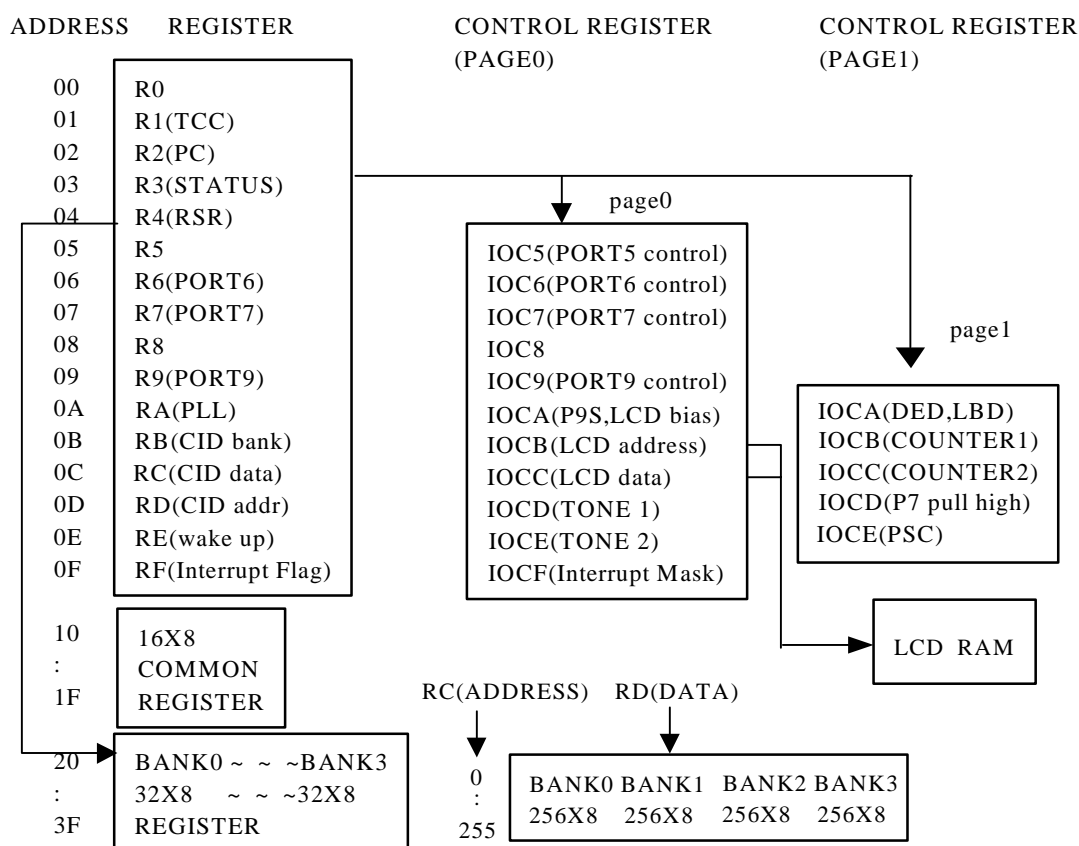 ADDRESS REGISTER CONTROL REGISTER (PAGE0) CONTROL REGISTER (PAGE1)
00 R0
01 R1(TCC)
02 R2(PC)
03 R3(STATUS)
04 R4(RSR)
05 R5
06 R6(PORT6)
07 R7(PORT7)
08 R8
09 R9(PORT9)
0A RA(PLL)
0B RB(CID bank)
0C RC(CID data)
0D RD(CID addr)
0E RE(wake up)
0F RF(Interrupt Flag)
10 16X8
: COMMON
1F REGISTER
20 BANK0 ~ ~ ~BANK3
: 32X8 ~ ~ ~32X8
3F REGISTER
page0
IOC5(PORT5 control)
IOC6(PORT6 control)
IOC7(PORT7 control)
IOC8
IOC9(PORT9 control)
IOCA(P9S,LCD bias)
IOCB(LCD address)
IOCC(LCD data)
IOCD(TONE 1)
IOCE(TONE 2)
IOCF(Interrupt Mask)
page1
IOCA(DED,LBD)
IOCB(COUNTER1)
IOCC(COUNTER2)
IOCD(P7 pull high)
IOCE(PSC)
LCD RAM
RC(ADDRESS) RD(DATA)
0
:
255
BANK0 BANK1 BANK2 BANK3
256X8 256X8 256X8 256X8